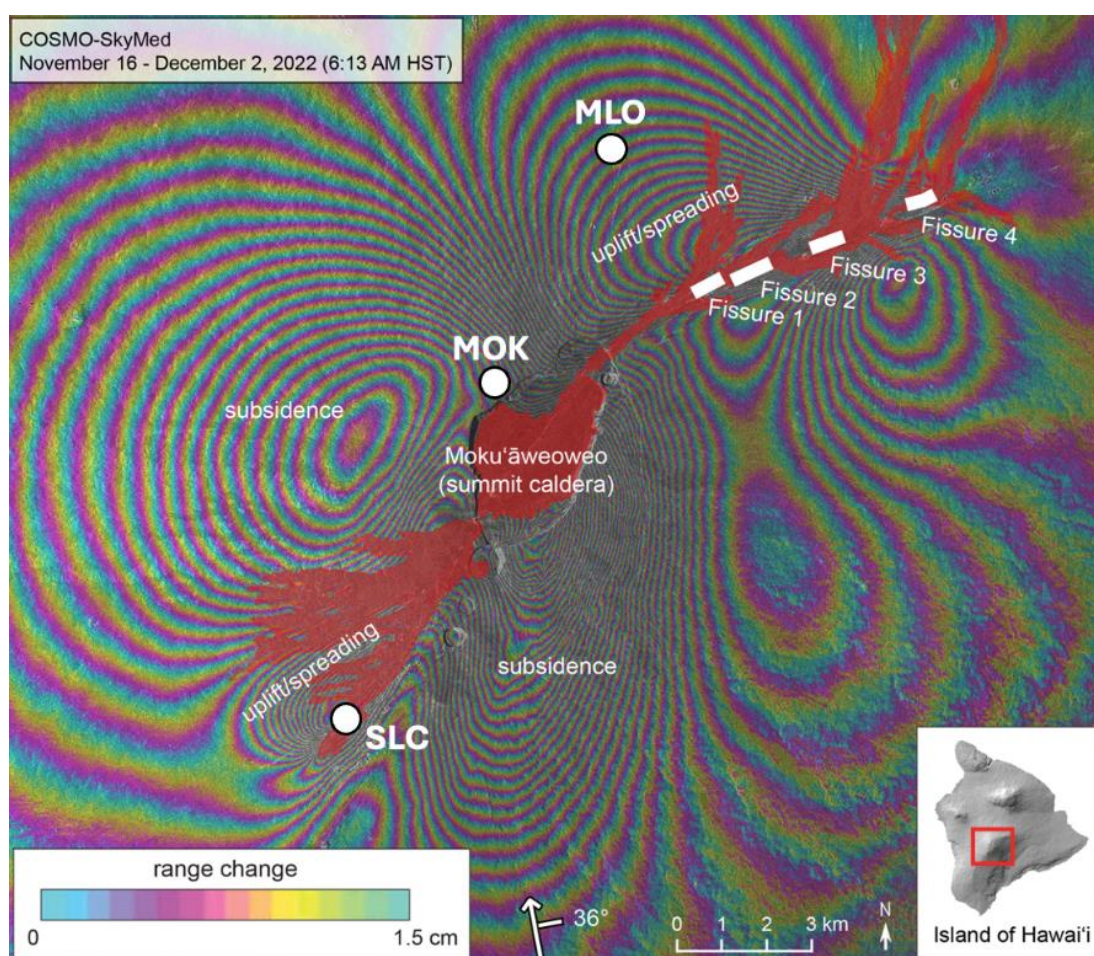 COSMO-SkyMed
November 16 - December 2, 2022 (6:13 AM HST)
MLO
uplift/spreading
Fissure 4
Fissure 3
Fissure 2
Fissure 1
MOK
subsidence
Moku‘āweoweo
(summit caldera)
uplift/spreading
subsidence
SLC
range change
0
1.5 cm
36°
0 1 2 3 km
N
Island of Hawai‘i